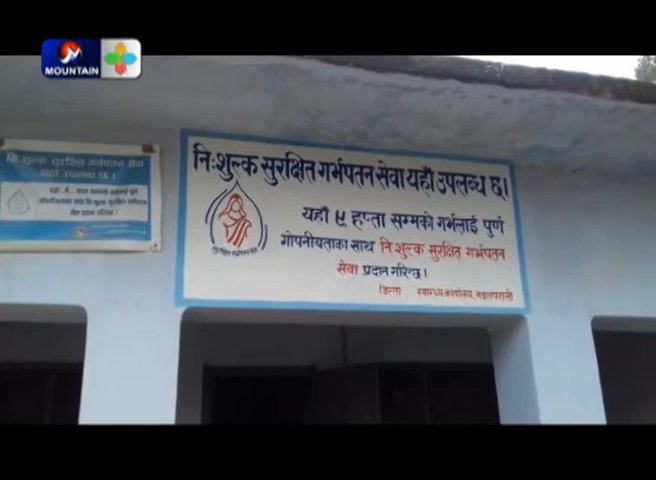 MOUNTAIN
निःशुल्क सुरक्षित गर्भपतन सेवा
यहाँ उपलब्ध छ।
निःशुल्क सुरक्षित गर्भपतन सेवा यहाँ उपलब्ध छ।
यहाँ ९ हप्ता सम्मको गर्भलाई पुर्ण
गोपनीयताका साथ निःशुल्क सुरक्षित गर्भपतन
सेवा प्रदान गरिन्छ।
जिल्ला स्वास्थ्य कार्यालय,